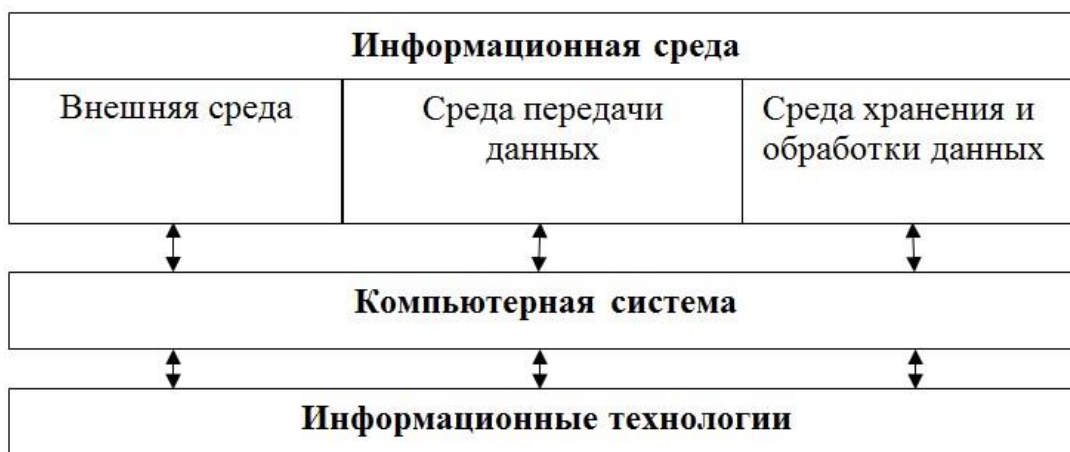 Информационная среда
Внешняя среда
Среда передачи
данных
Среда хранения и
обработки данных
Компьютерная система
Информационные технологии